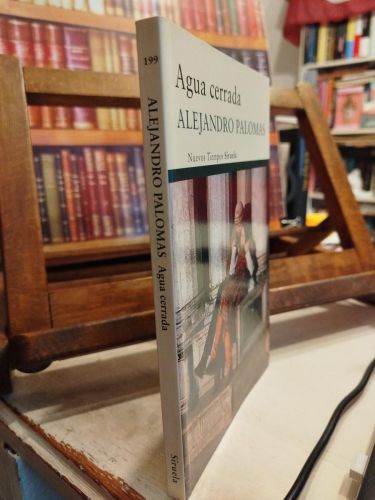 199
ALEJANDRO PALOMAS Agua cerrada
Siruela
Agua cerrada
ALEJANDRO PALOMAS
Nuevos Tiempos Siruela